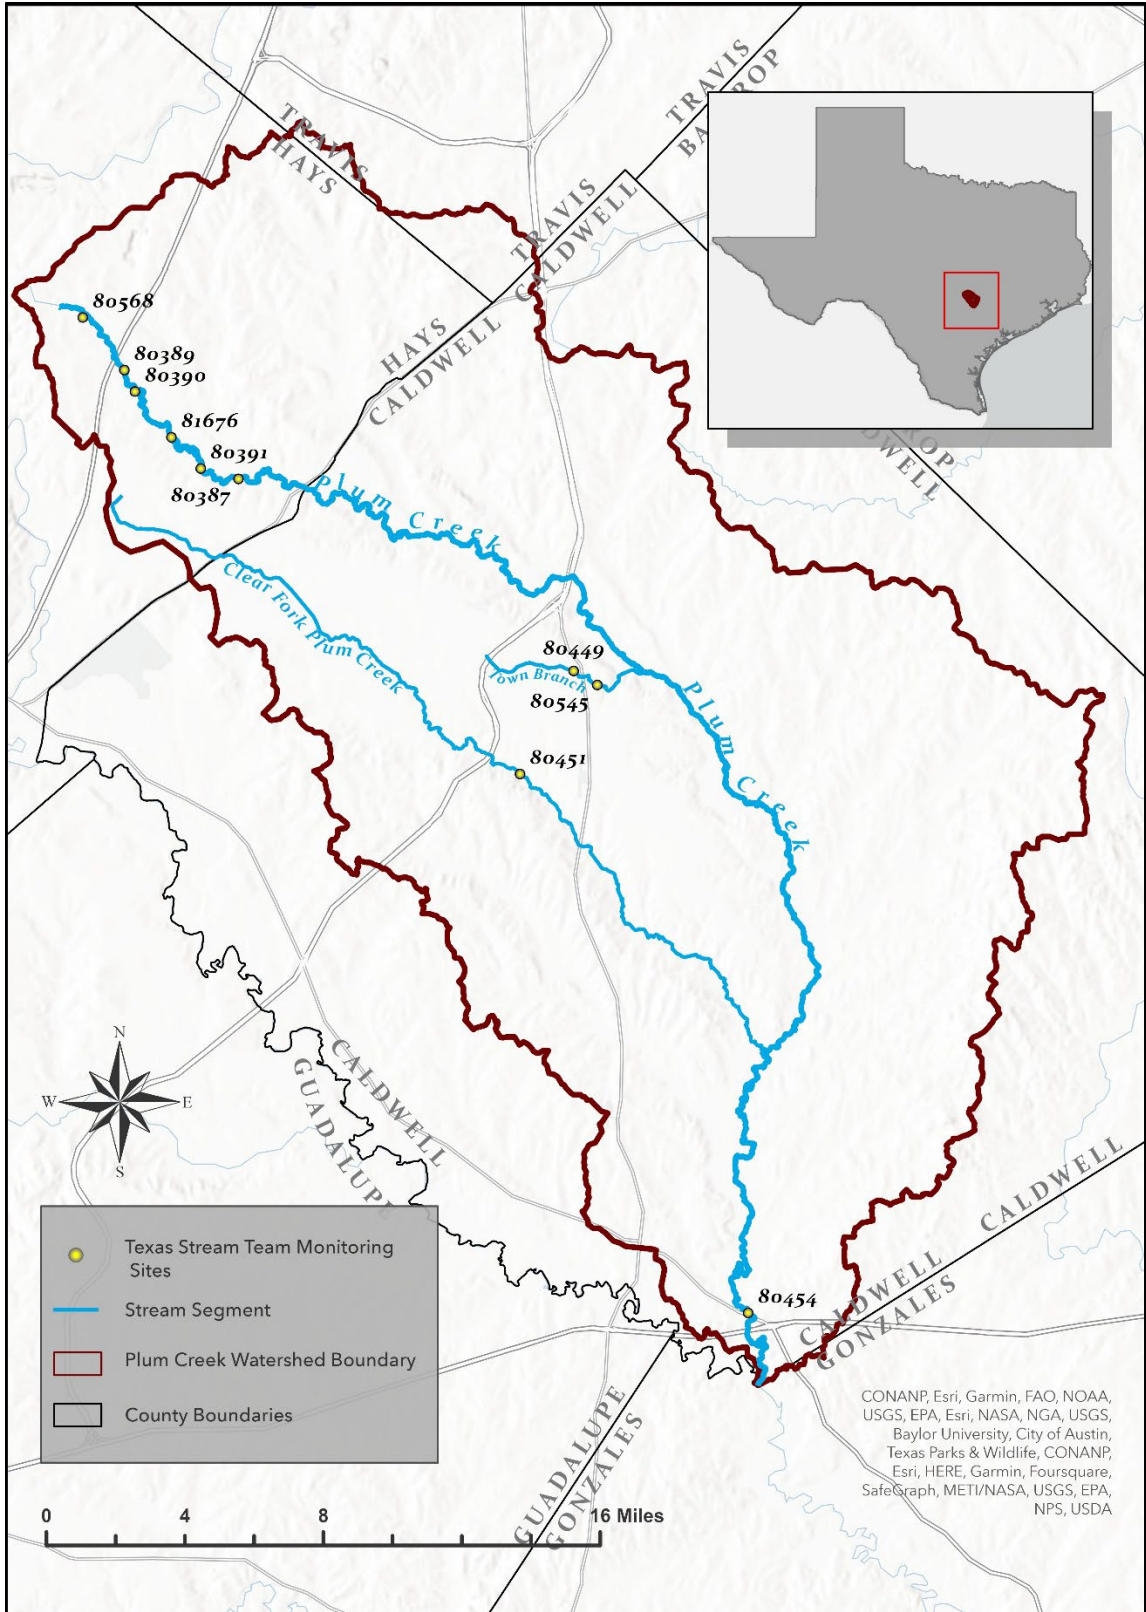 TRAVIS
HAYS
TRAVIS
BA
ROP
TRAVIS
CALDWELL
HAYS
CALDWELL
ROP
DWELL
80568
80389
80390
81676
80391
80387
Plum Creek
Clear Fork Plum Creek
80449
Town Branch
80545
80451
Plum Creek
N
W
E
S
CALDWELL
GUADALUPE
CALDWELL
80454
CALDWELL
GONZALES
Texas Stream Team Monitoring
Sites
Stream Segment
Plum Creek Watershed Boundary
County Boundaries
GUADALUPE
GONZALES
CONANP, Esri, Garmin, FAO, NOAA,
USGS, EPA, Esri, NASA, NGA, USGS,
Baylor University, City of Austin,
Texas Parks & Wildlife, CONANP,
Esri, HERE, Garmin, Foursquare,
SafeGraph, METI/NASA, USGS, EPA,
NPS, USDA
0 4 8 16 Miles